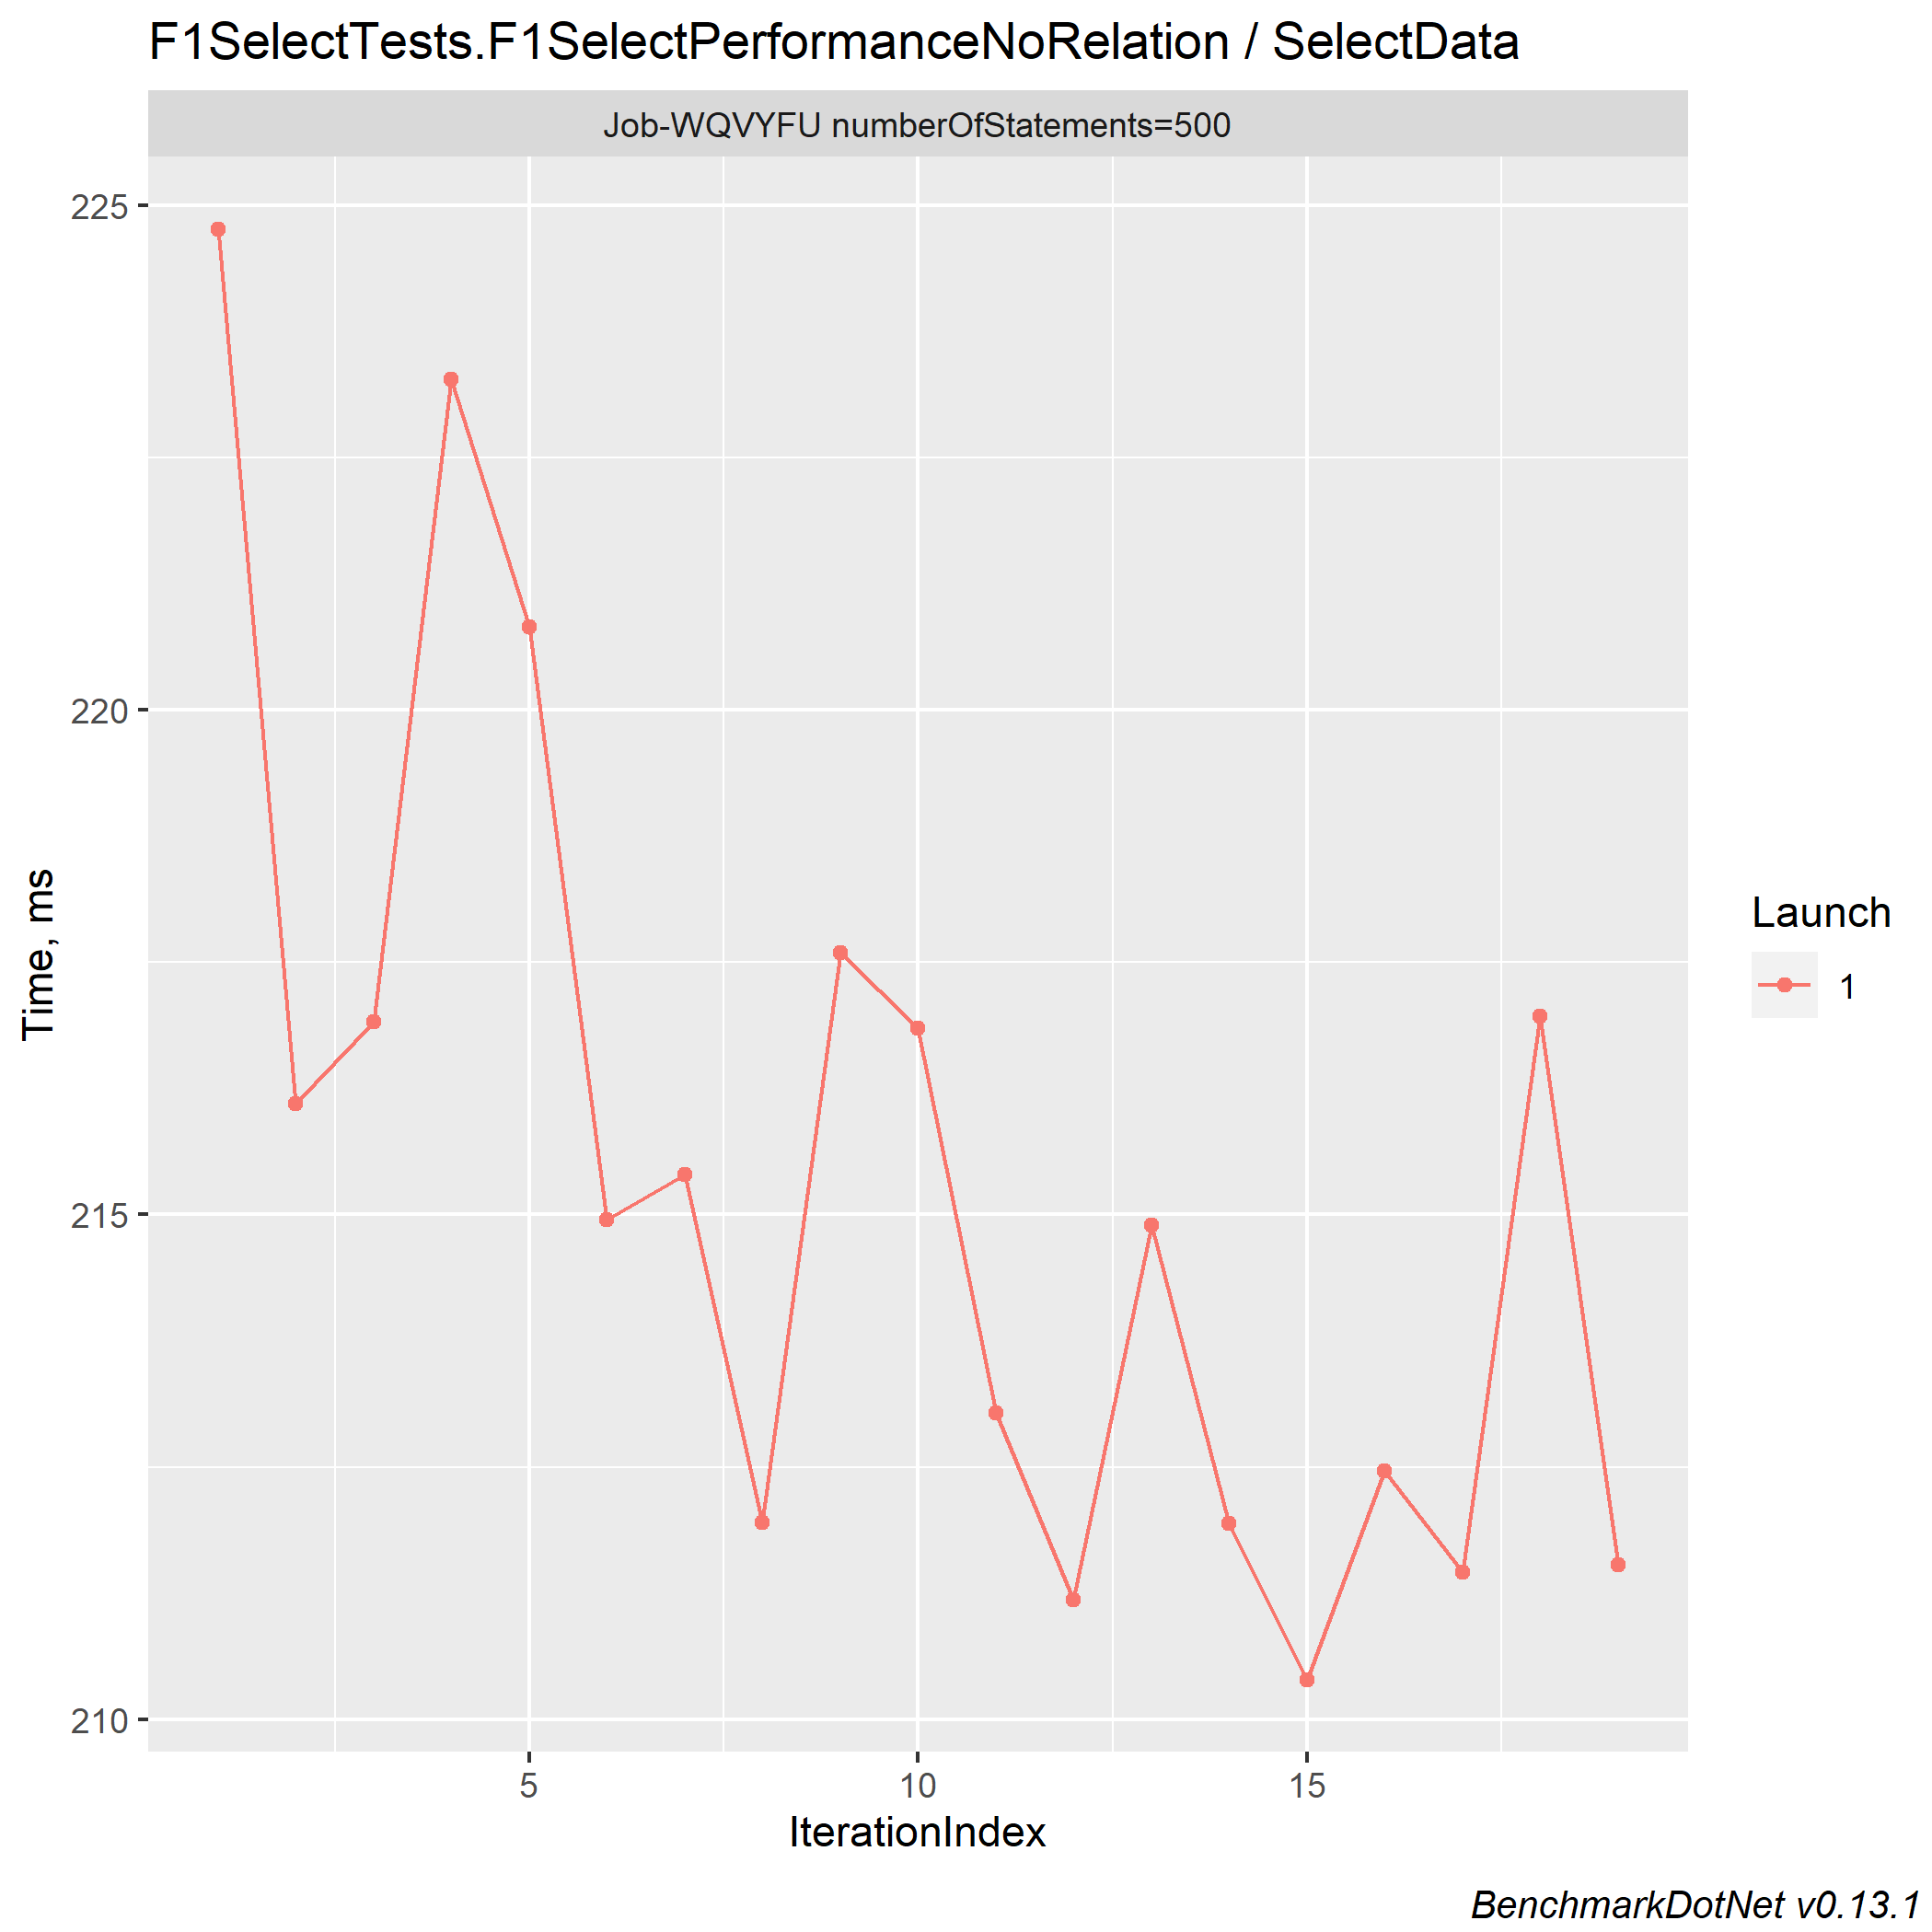 F1SelectTests.F1SelectPerformanceNoRelation / SelectData
Job-WQVYFU numberOfStatements=500
225
220
215
210
Time, ms
5 10 15
IterationIndex
Launch
1
BenchmarkDotNet v0.13.1